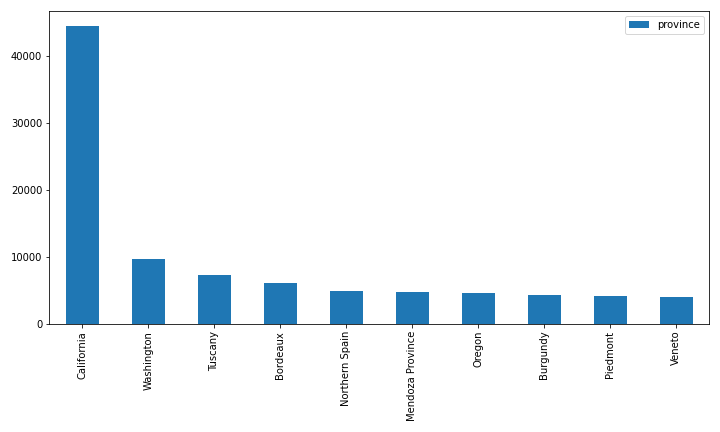 province
40000
30000
20000
10000
0
California
Washington
Tuscany
Bordeaux
Northern Spain
Mendoza Province
Oregon
Burgundy
Piedmont
Veneto